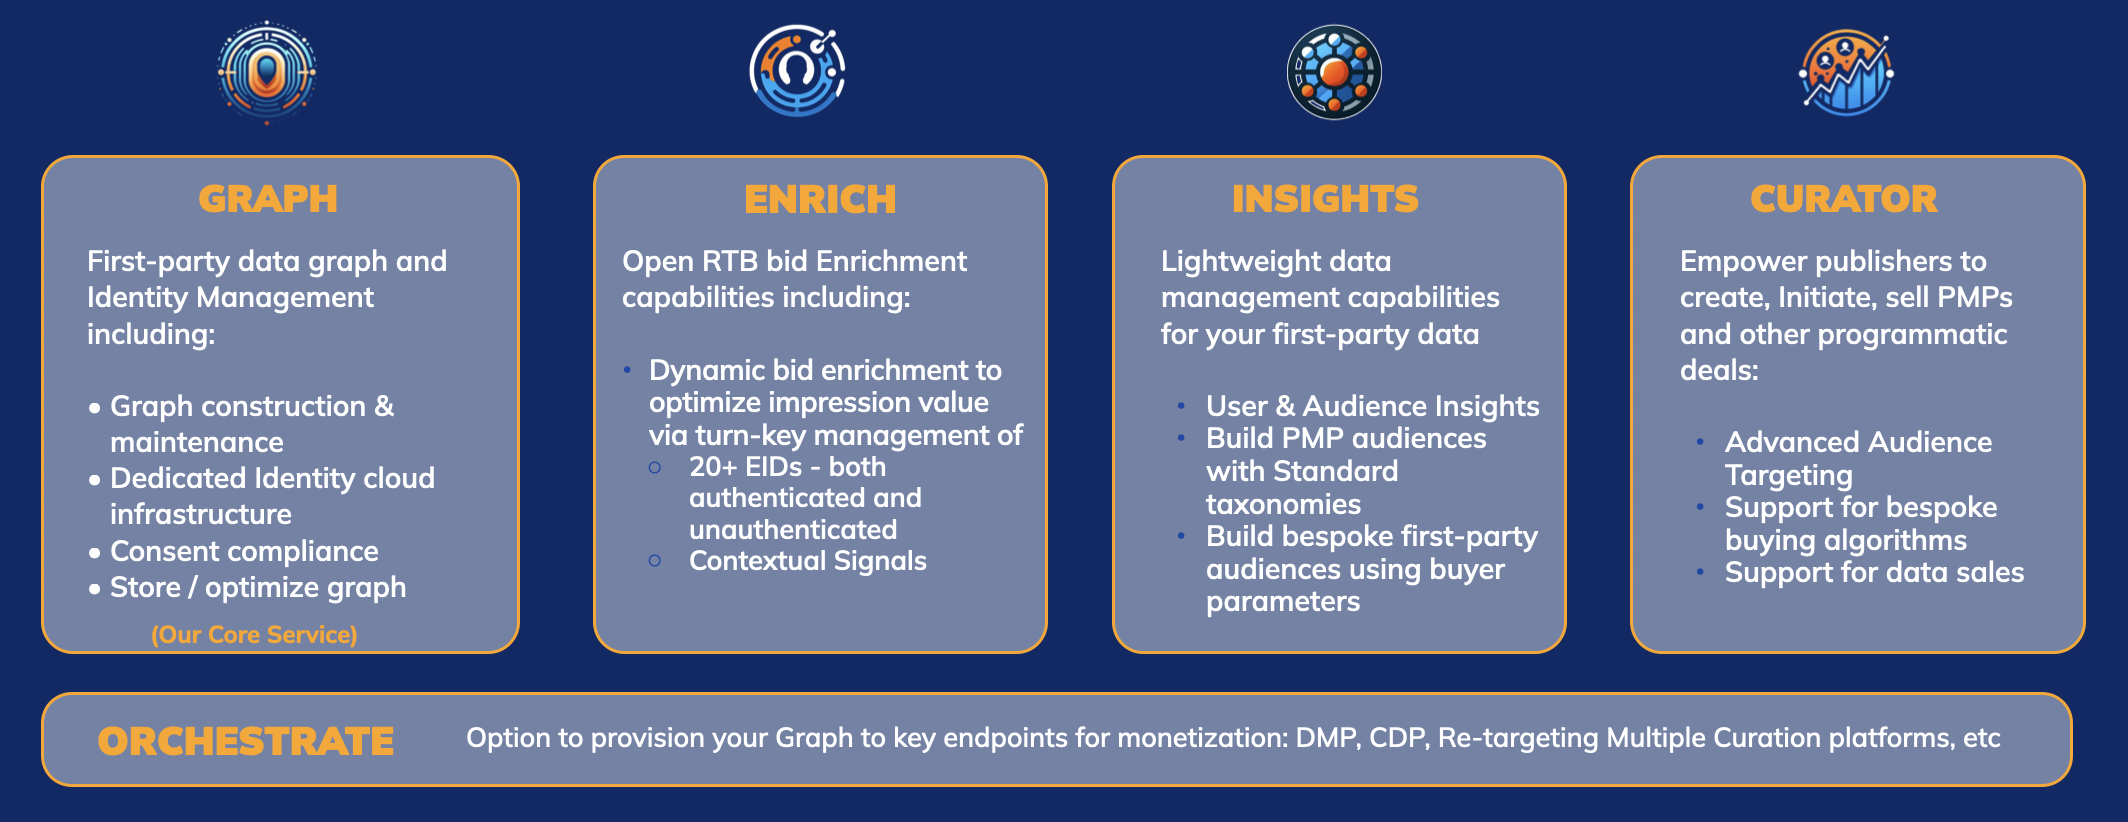 GRAPH
First-party data graph and
Identity Management
including:
• Graph construction &
maintenance
• Dedicated Identity cloud
infrastructure
• Consent compliance
• Store / optimize graph
(Our Core Service)
ENRICH
Open RTB bid Enrichment
capabilities including:
• Dynamic bid enrichment to
optimize impression value
via turn-key management of
○ 20+ EIDs - both
authenticated and
unauthenticated
○ Contextual Signals
INSIGHTS
Lightweight data
management capabilities
for your first-party data
• User & Audience Insights
• Build PMP audiences
with Standard
taxonomies
• Build bespoke first-party
audiences using buyer
parameters
CURATOR
Empower publishers to
create, Initiate, sell PMPs
and other programmatic
deals:
• Advanced Audience
Targeting
• Support for bespoke
buying algorithms
• Support for data sales
ORCHESTRATE
Option to provision your Graph to key endpoints for monetization: DMP, CDP, Re-targeting Multiple Curation platforms, etc